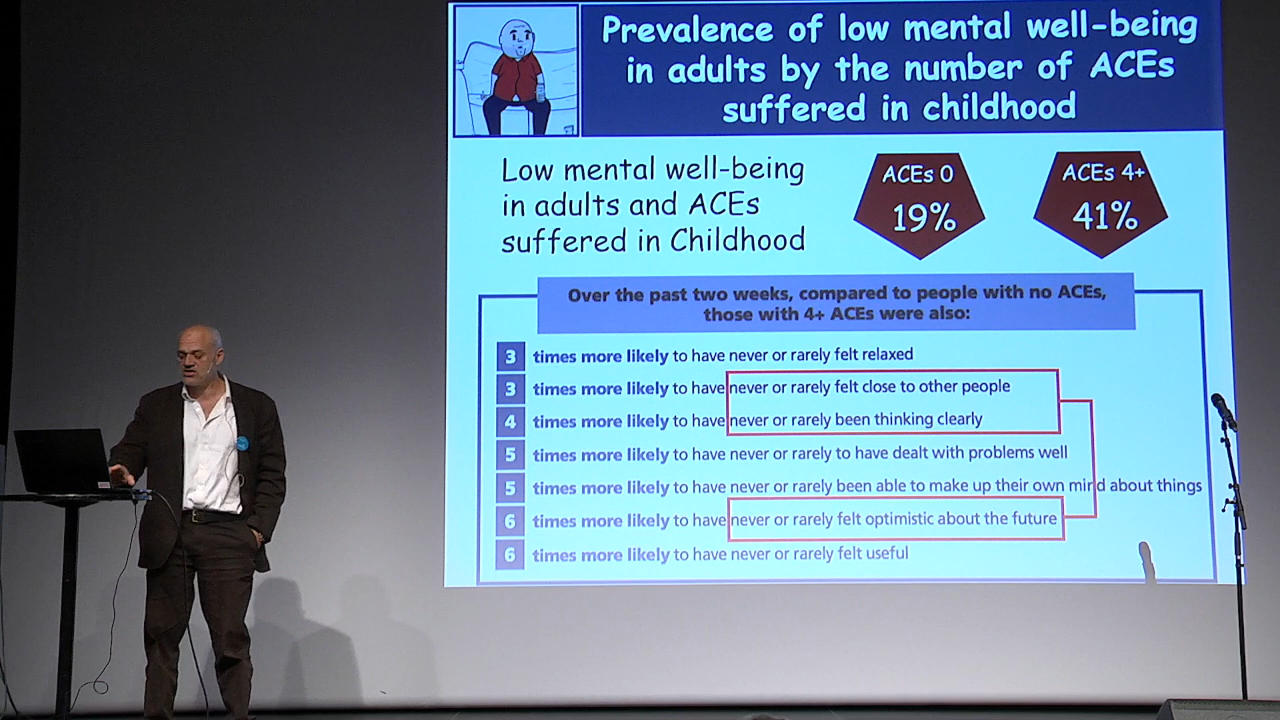 Prevalence of low mental well-being
in adults by the number of ACEs
suffered in childhood
Low mental well-being
in adults and ACEs
suffered in Childhood
ACEs 0
19%
ACEs 4+
41%
Over the past two weeks, compared to people with no ACEs,
those with 4+ ACEs were also:
3 times more likely to have never or rarely felt relaxed
3 times more likely to have never or rarely felt close to other people
4 times more likely to have never or rarely been thinking clearly
5 times more likely to have never or rarely to have dealt with problems well
5 times more likely to have never or rarely been able to make up their own mind about things
6 times more likely to have never or rarely felt optimistic about the future
6 times more likely to have never or rarely felt useful